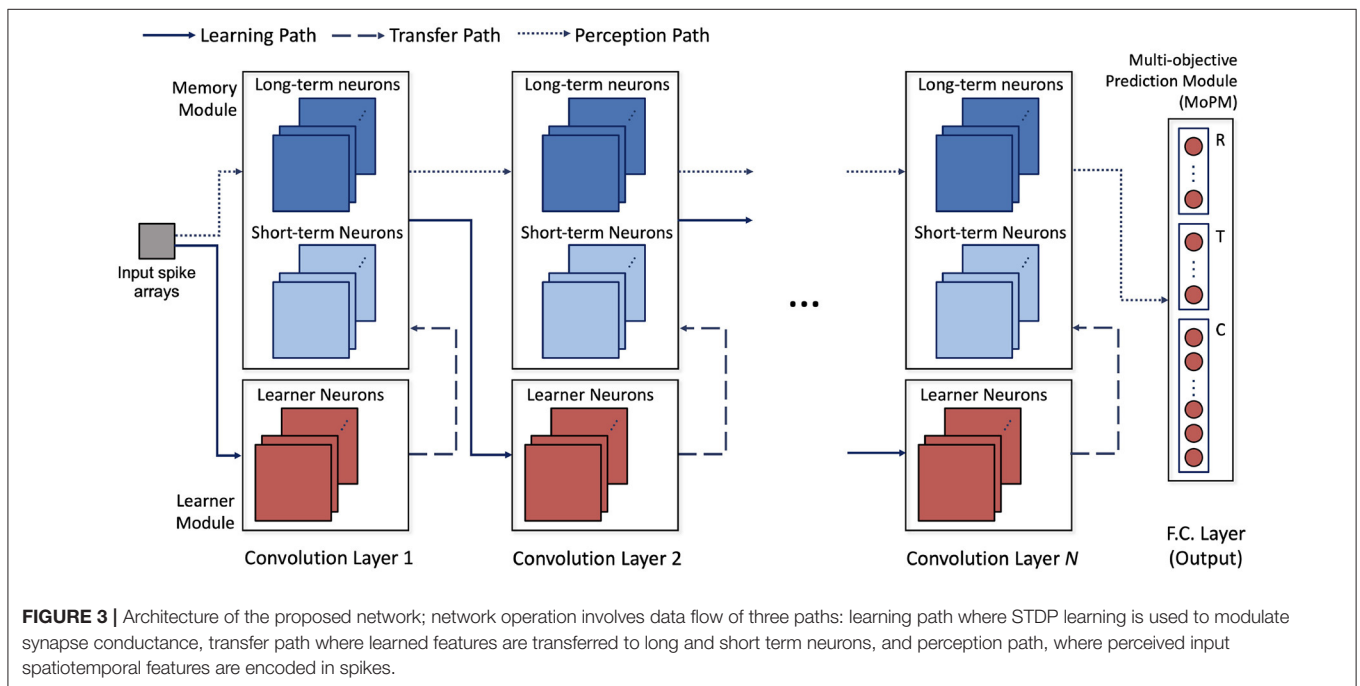 Learning Path
Transfer Path
Perception Path
Memory
Module
Long-term neurons
Short-term Neurons
Learner Neurons
Learner
Module
Convolution Layer 1
Input spike
arrays
Long-term neurons
Short-term Neurons
Learner Neurons
Convolution Layer 2
...
Long-term neurons
Short-term Neurons
Learner Neurons
Convolution Layer N
Multi-objective
Prediction Module
(MoPM)
R
T
C
F.C. Layer
(Output)
FIGURE 3 | Architecture of the proposed network; network operation involves data flow of three paths: learning path where STDP learning is used to modulate
synapse conductance, transfer path where learned features are transferred to long and short term neurons, and perception path, where perceived input
spatiotemporal features are encoded in spikes.